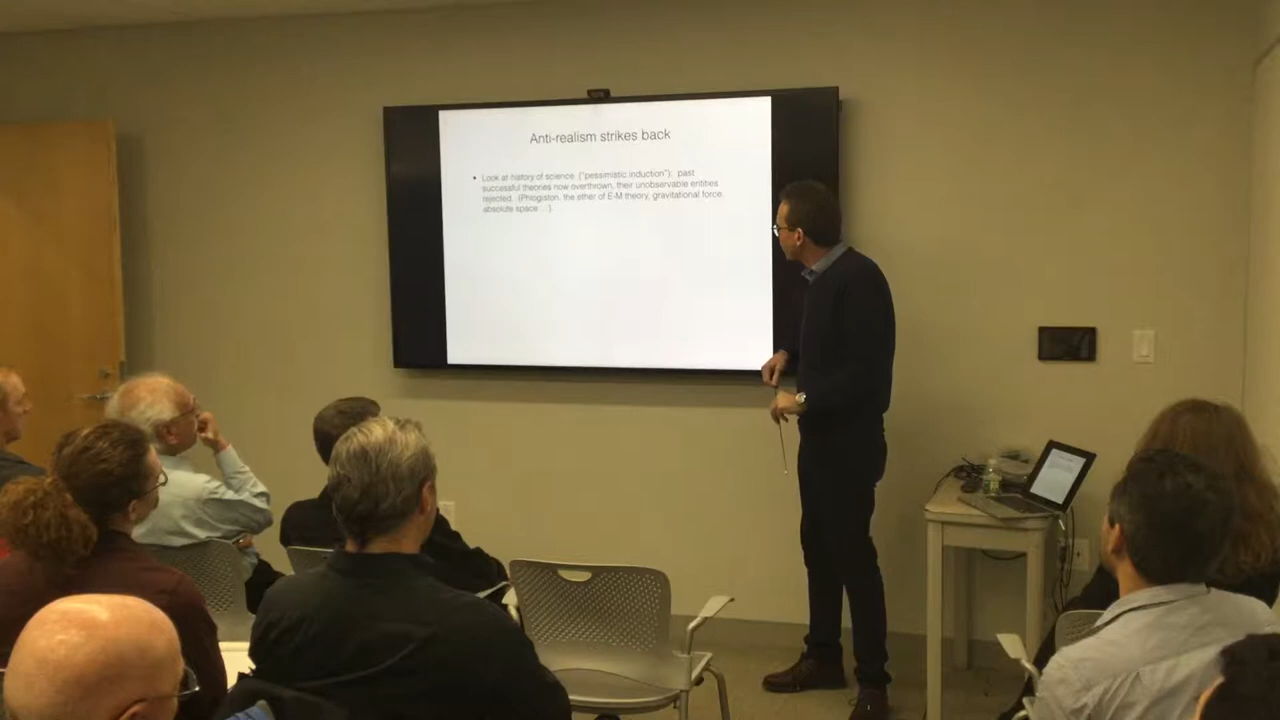 Anti-realism strikes back
• Look at history of science. ("pessimistic induction"): past
successful theories now overthrown, their unobservable entities
rejected. (Phlogiston, the ether of E-M theory, gravitational force,
absolute space ...)